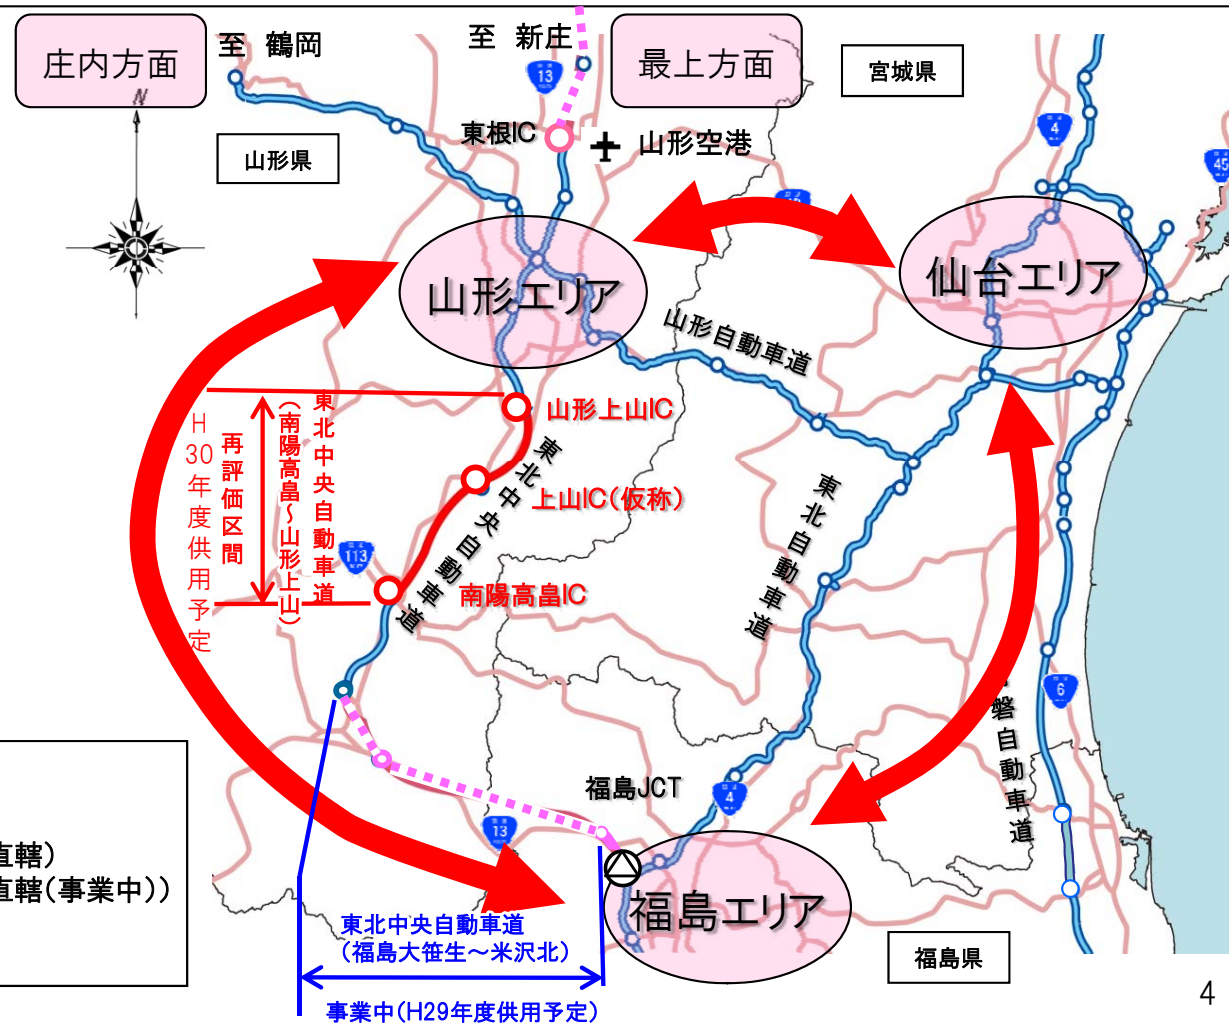 庄内方面
至 鶴岡
至 新庄
最上方面
宮城県
13
4
45
N
東根IC
山形空港
山形県
山形エリア
仙台エリア
山形自動車道
山形上山IC
上山IC(仮称)
南陽高畠IC
東北中央自動車道
東北中央自動車道
(南陽高畠~山形上山)
再評価区間
H30年度供用予定
113
東北自動車道
6
磐自動車道
福島JCT
4
13
直轄)
直轄(事業中))
福島エリア
東北中央自動車道
(福島大笹生~米沢北)
事業中(H29年度供用予定)
福島県
4